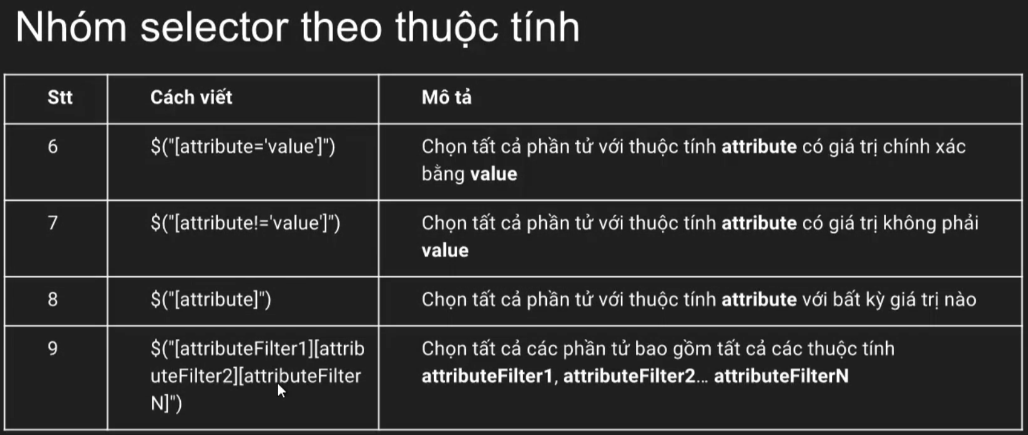 Nhóm selector theo thuộc tính
Stt Cách viết Mô tả
6 $("[attribute='value']") Chọn tất cả phần tử với thuộc tính attribute có giá trị chính xác
bằng value
7 $("[attribute!='value']") Chọn tất cả phần tử với thuộc tính attribute có giá trị không phải
value
8 $("[attribute]") Chọn tất cả phần tử với thuộc tính attribute với bất kỳ giá trị nào
9 $("[attributeFilter1][attrib Chọn tất cả các phần tử bao gồm tất cả các thuộc tính
uteFilter2][attributeFilter attributeFilter1, attributeFilter2... attributeFilterN
N]")